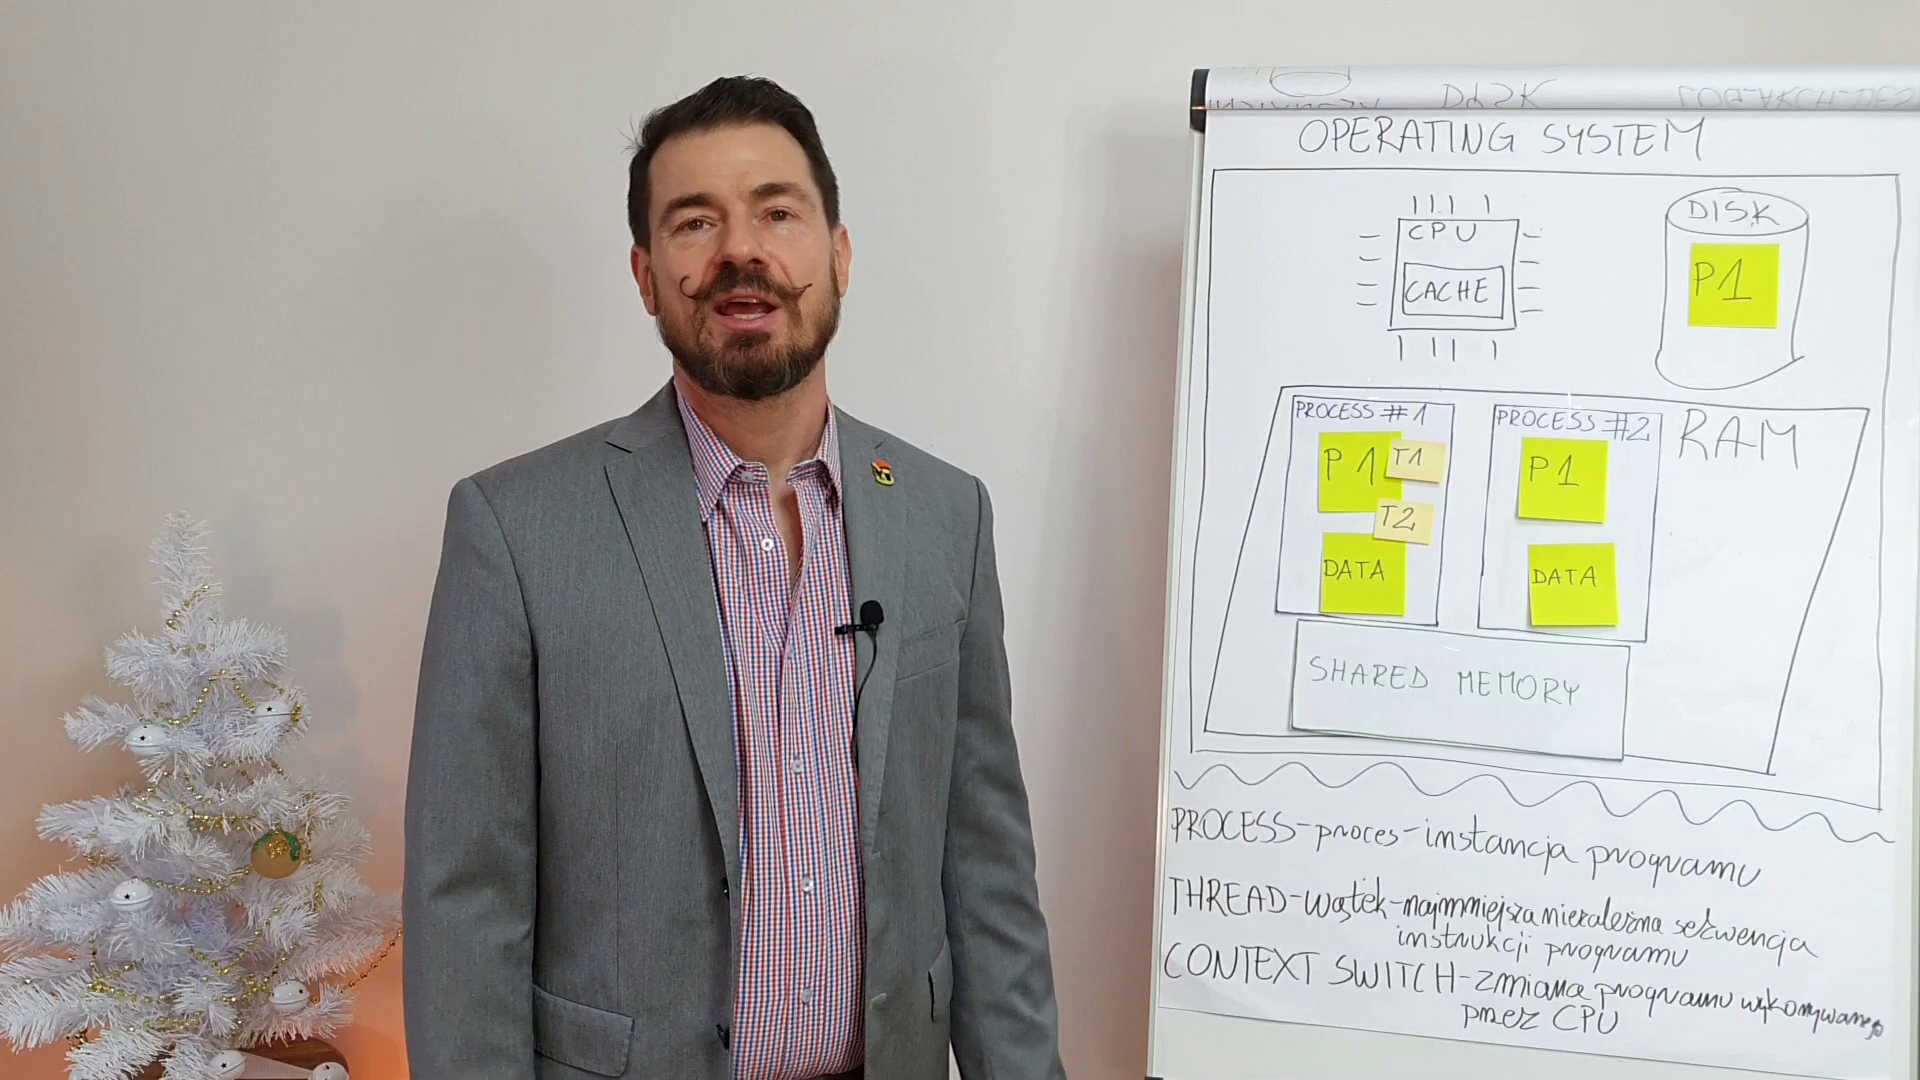 DISK
OPERATING SYSTEM
CPU
CACHE
DISK
P1
RAM
PROCESS #1
P1
T1
T2
DATA
PROCESS #2
P1
DATA
SHARED MEMORY
PROCESS-proces-instancja programu
THREAD-wątek-najmniejsza niezależna sekwencja
instrukcji programu
CONTEXT SWITCH-zmiana programu wykonywanego
przez CPU